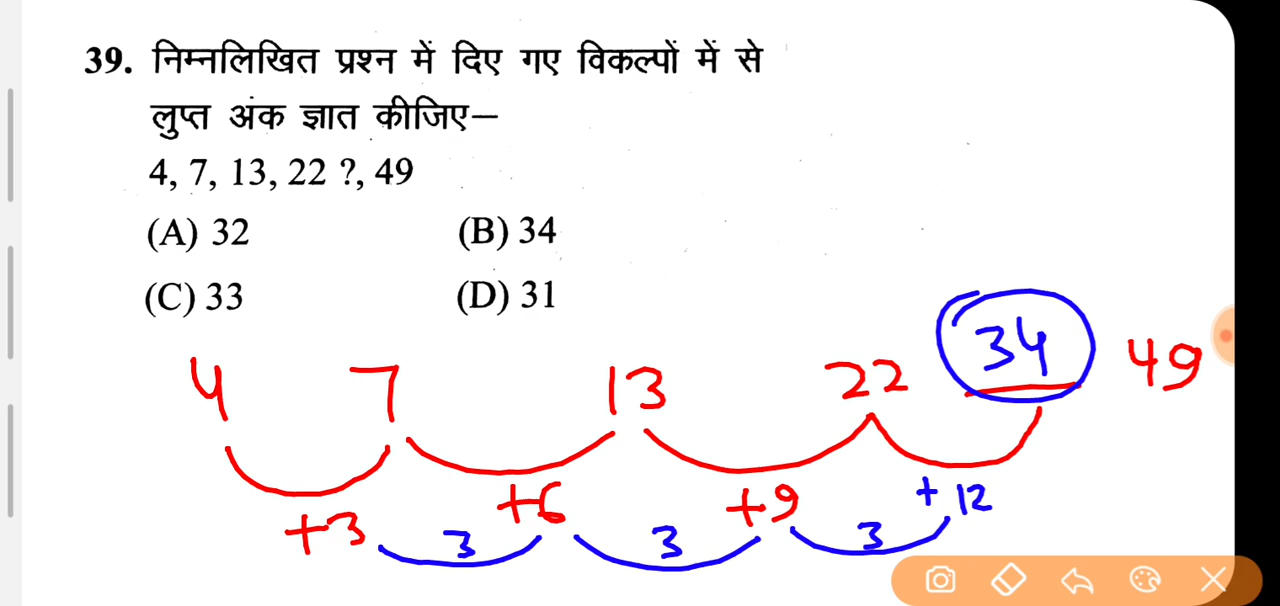 39. निम्नलिखित प्रश्न में दिए गए विकल्पों में से
लुप्त अंक ज्ञात कीजिए–
4, 7, 13, 22 ?, 49
(A) 32 (B) 34
(C) 33 (D) 31
4 7 13 22 34 49
+3 +6 +9 +12
3 3 3